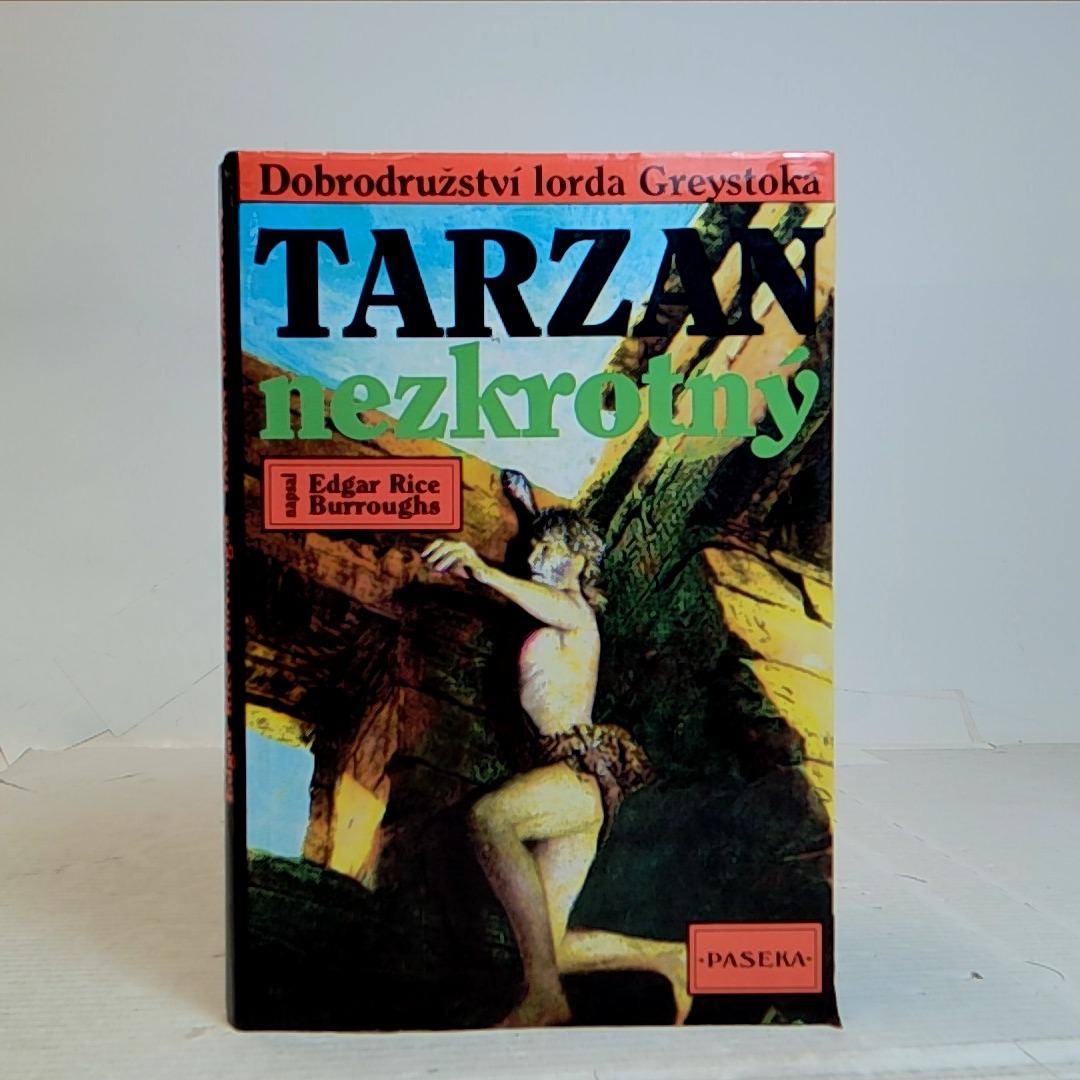 Dobrodružství lorda Greystoka
TARZAN
nezkrotný
napsal
Edgar Rice
Burroughs
·PASEKA·